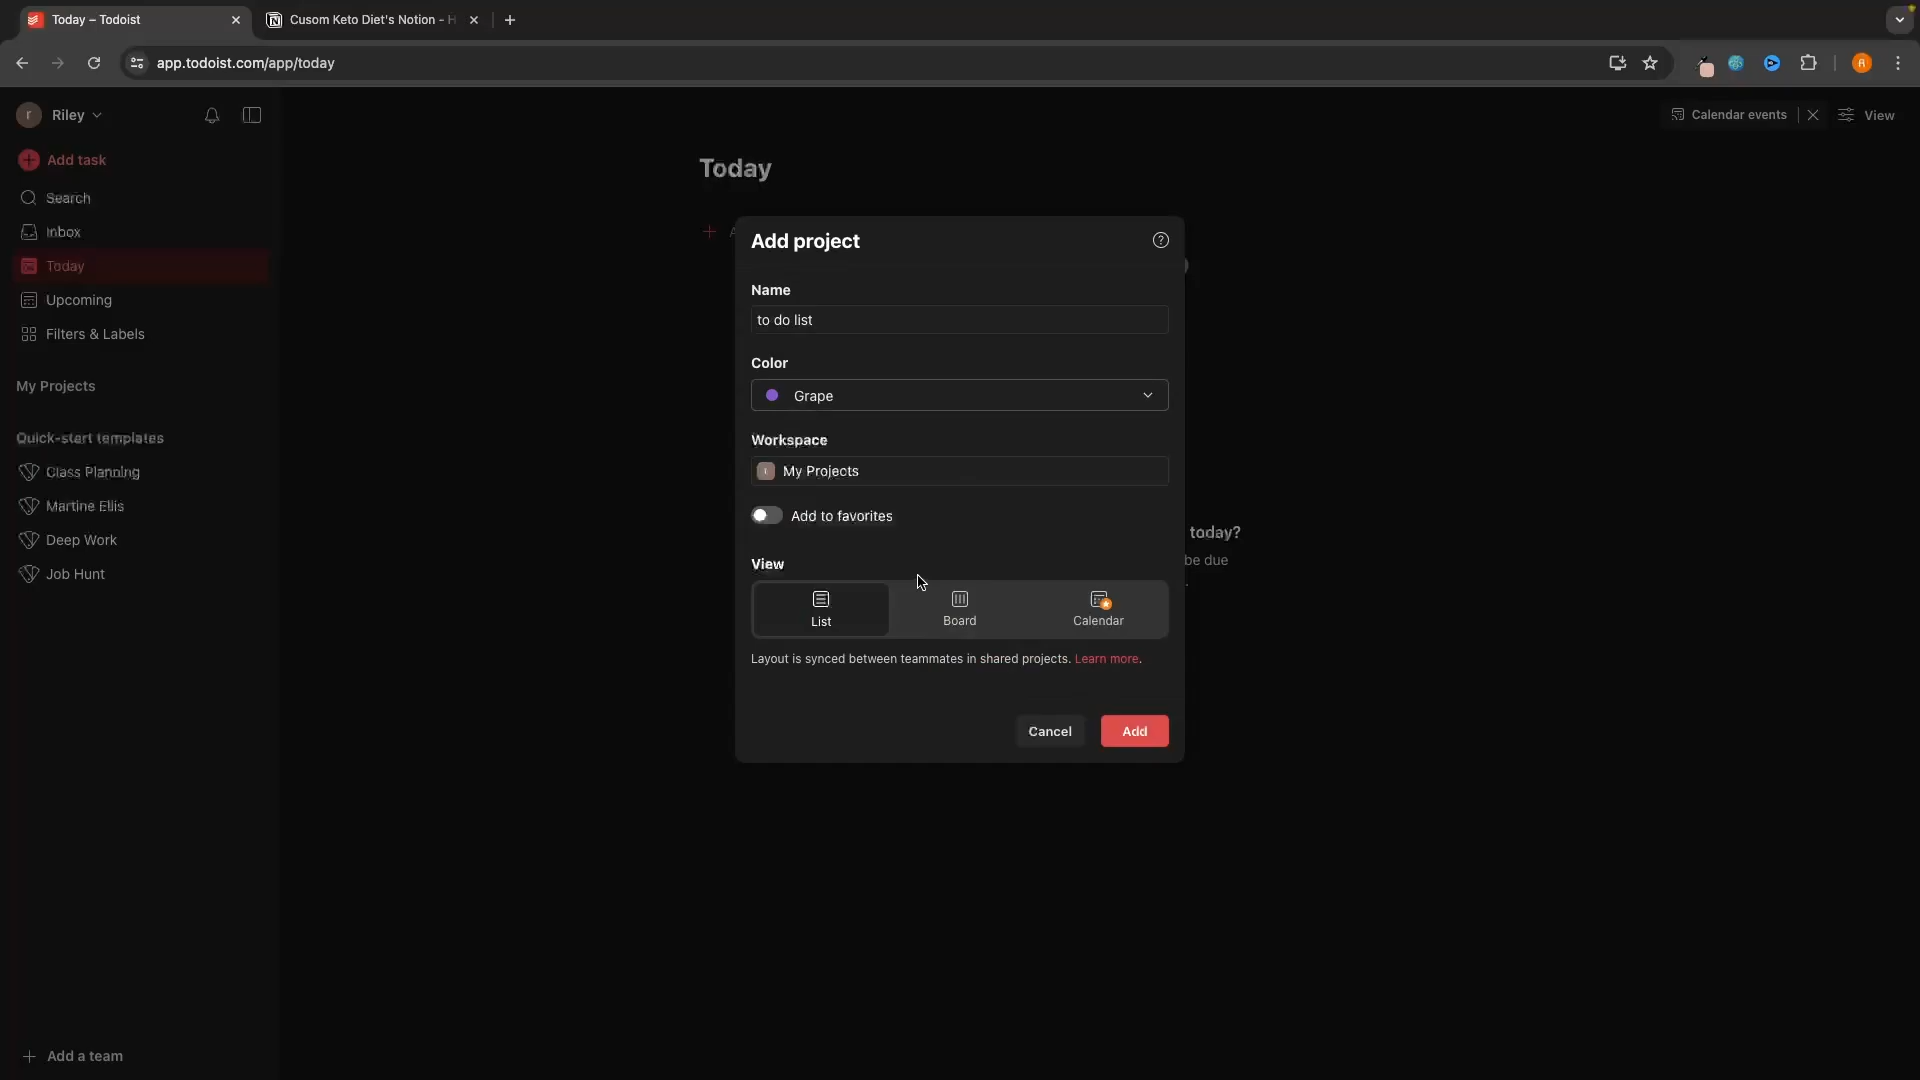 Today – Todoist
Cusom Keto Diet's Notion - H
app.todoist.com/app/today
R
r
Riley
Calendar events
View
Add task
Search
Inbox
Today
Upcoming
Filters & Labels
My Projects
Quick-start templates
Class Planning
Martine Ellis
Deep Work
Job Hunt
Add a team
Today
Add project
Name
to do list
Color
Grape
Workspace
My Projects
Add to favorites
View
List
Board
Calendar
Layout is synced between teammates in shared projects. Learn more.
Cancel
Add
today?
be due